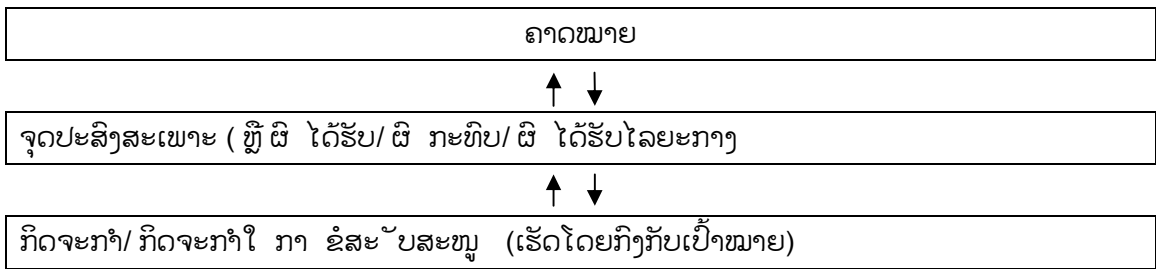 ຄາດໝາຍ
ຈຸດປະສົງສະເພາະ ( ຫຼື ຜົ ໄດ້ຮັບ/ ຜົ ກະທົບ/ ຜົ ໄດ້ຮັບໄລຍະກາງ
ກິດຈະກຳ/ ກິດຈະກຳໃ ກາ ຂໍສະ ັບສະໜູ (ເຮັດໂດຍກົງກັບເປົ້າໝາຍ)